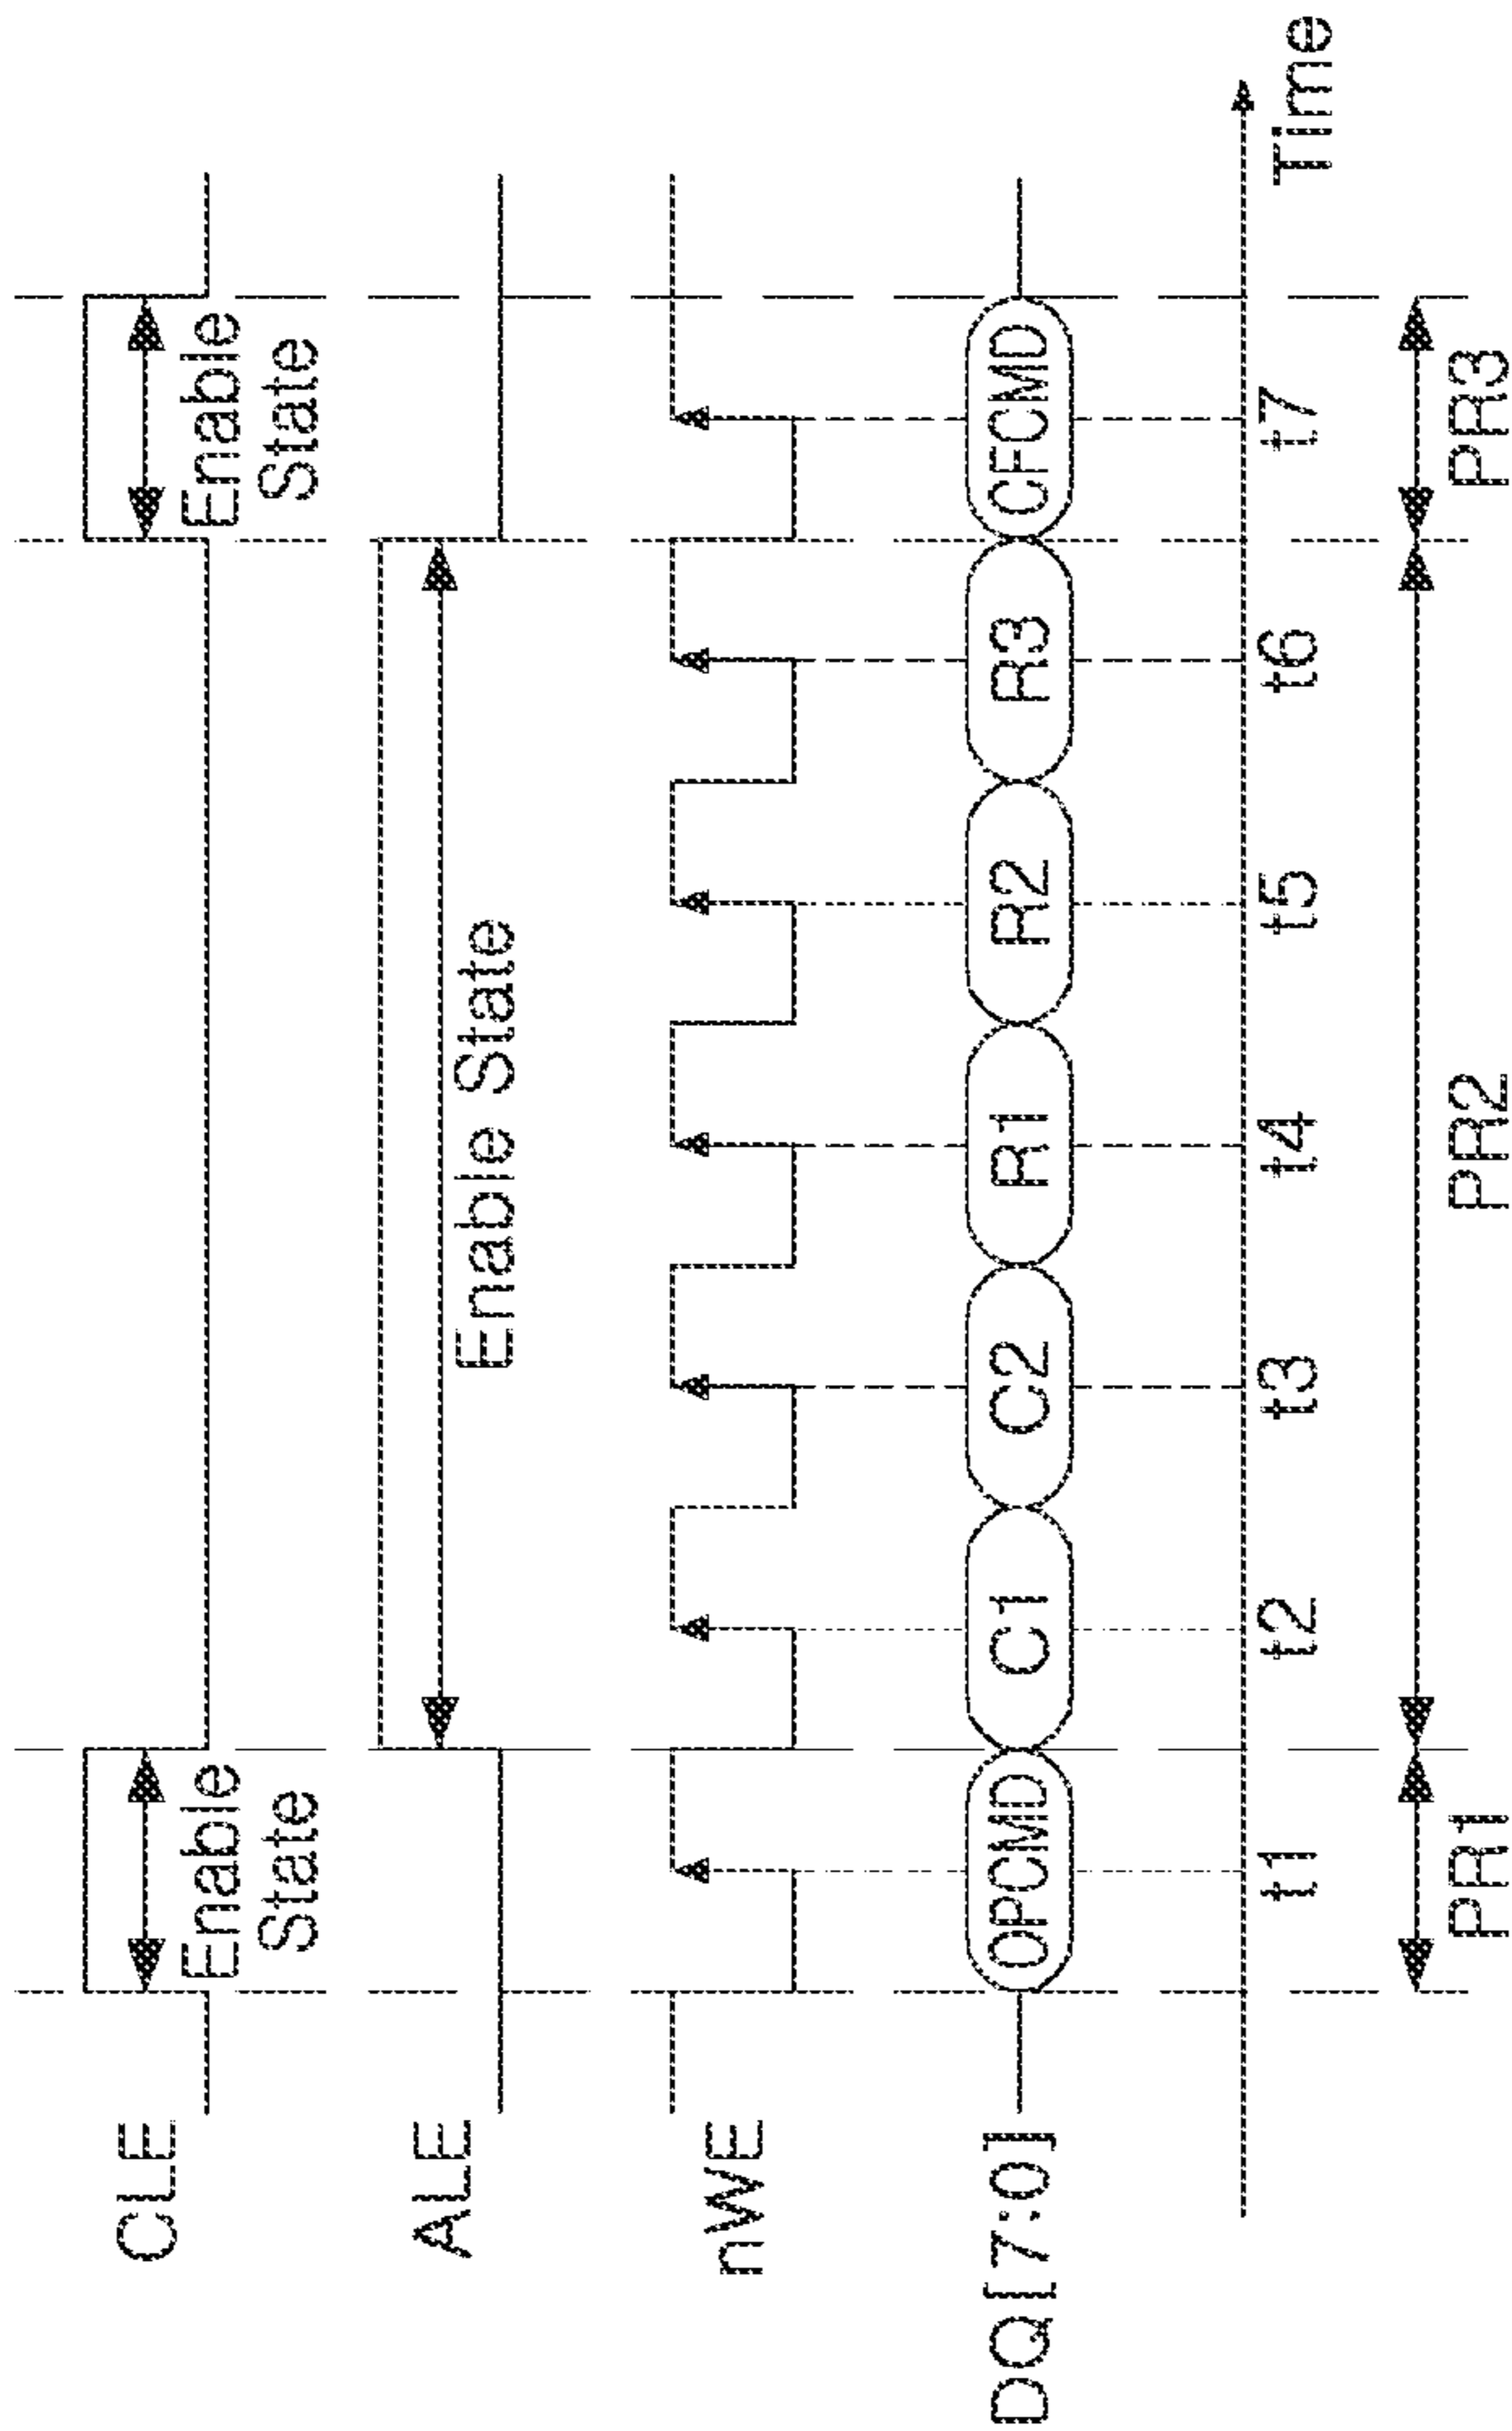 CLE
Enable
State
Enable
State
ALE
Enable State
nWE
DQ[7:0]
OPCMD
C1
C2
R1
R2
R3
CFCMD
t1
t2
t3
t4
t5
t6
t7
Time
PR1
PR2
PR3